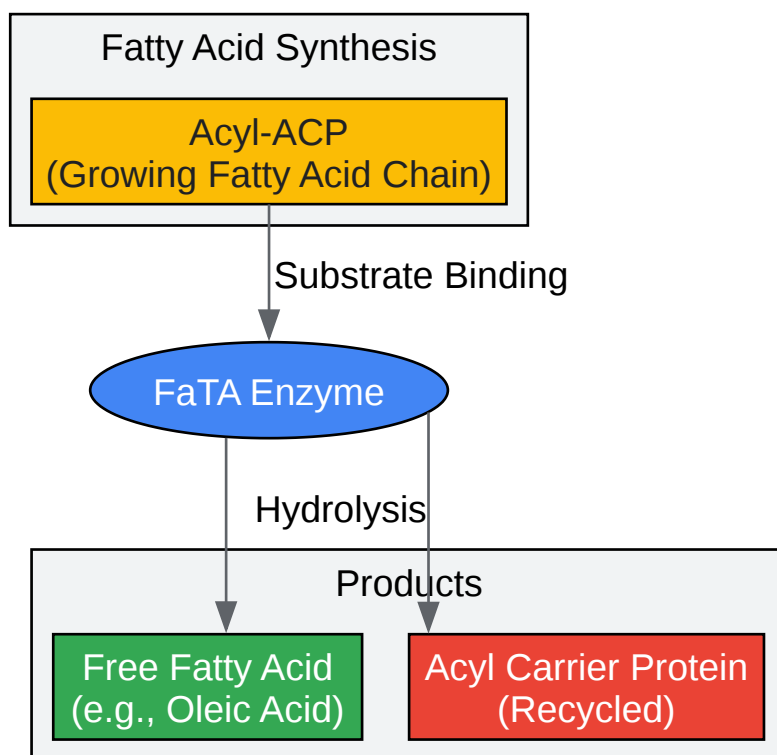 Fatty Acid Synthesis
Acyl-ACP
(Growing Fatty Acid Chain)
Substrate Binding
FaTA Enzyme
Hydrolysis
Products
Free Fatty Acid
(e.g., Oleic Acid)
Acyl Carrier Protein
(Recycled)